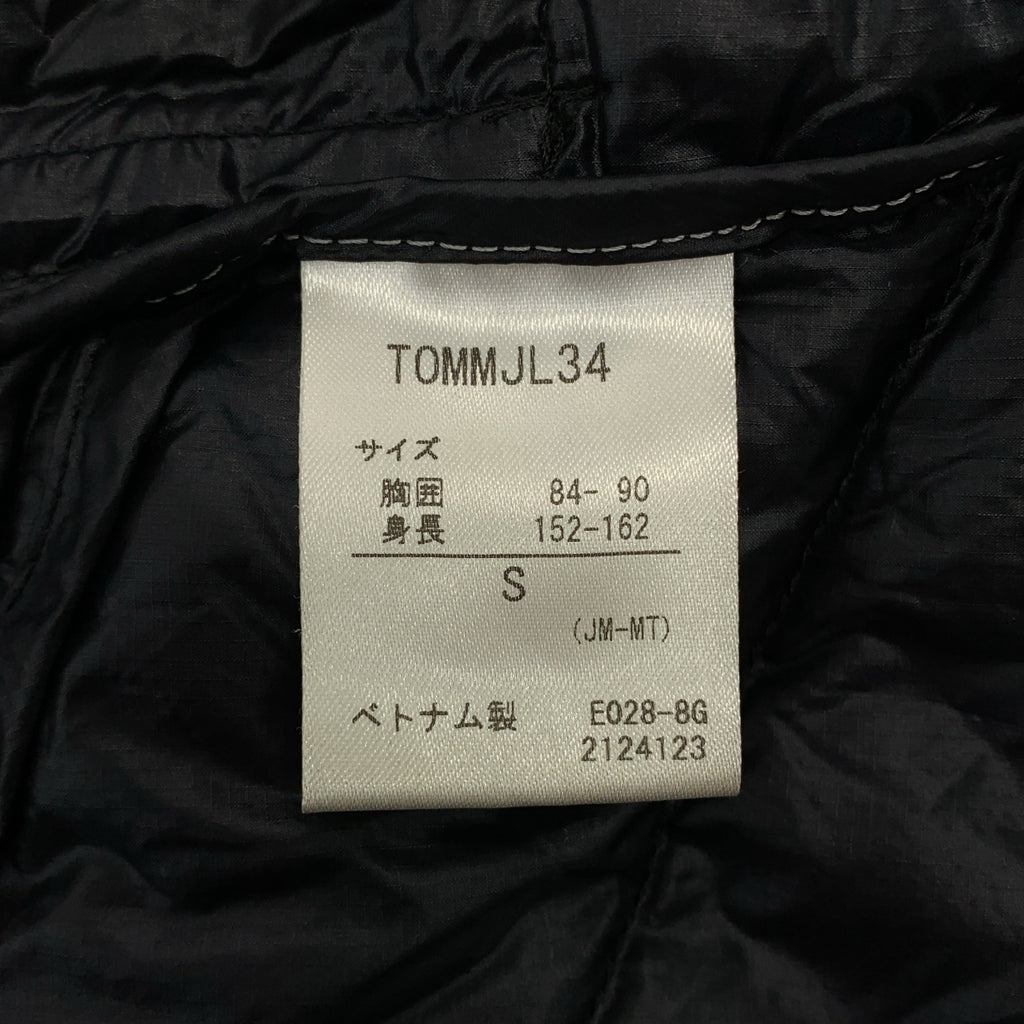 TOMMJL34
サイズ
胸囲 84- 90
身長 152-162
S
(JM-MT)
ベトナム製 E028-8G
2124123